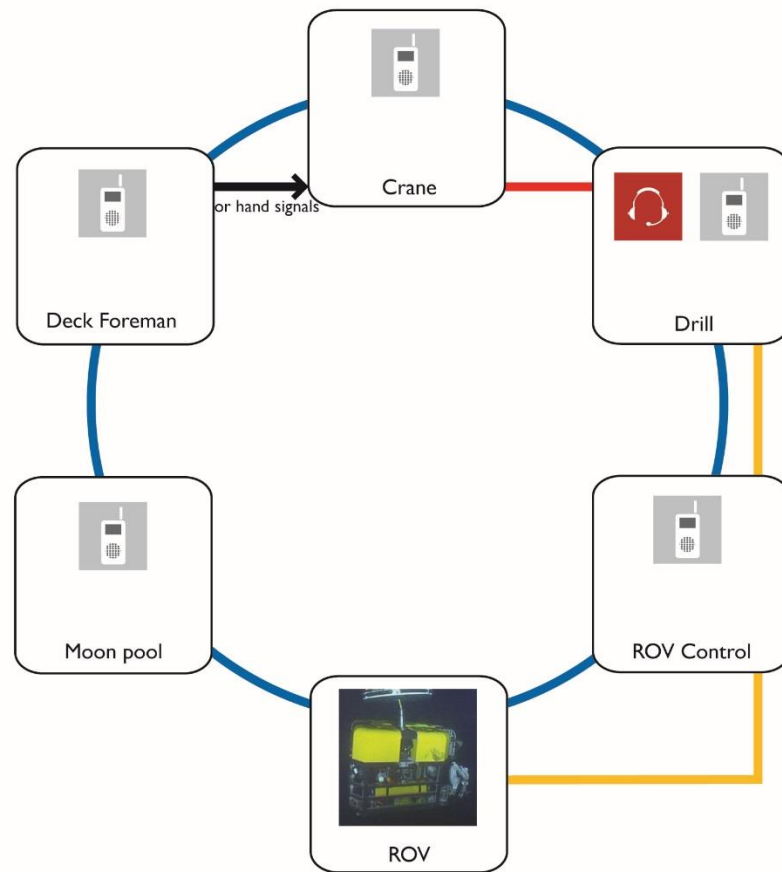 Crane
or hand signals
Deck Foreman
Drill
Moon pool
ROV Control
ROV